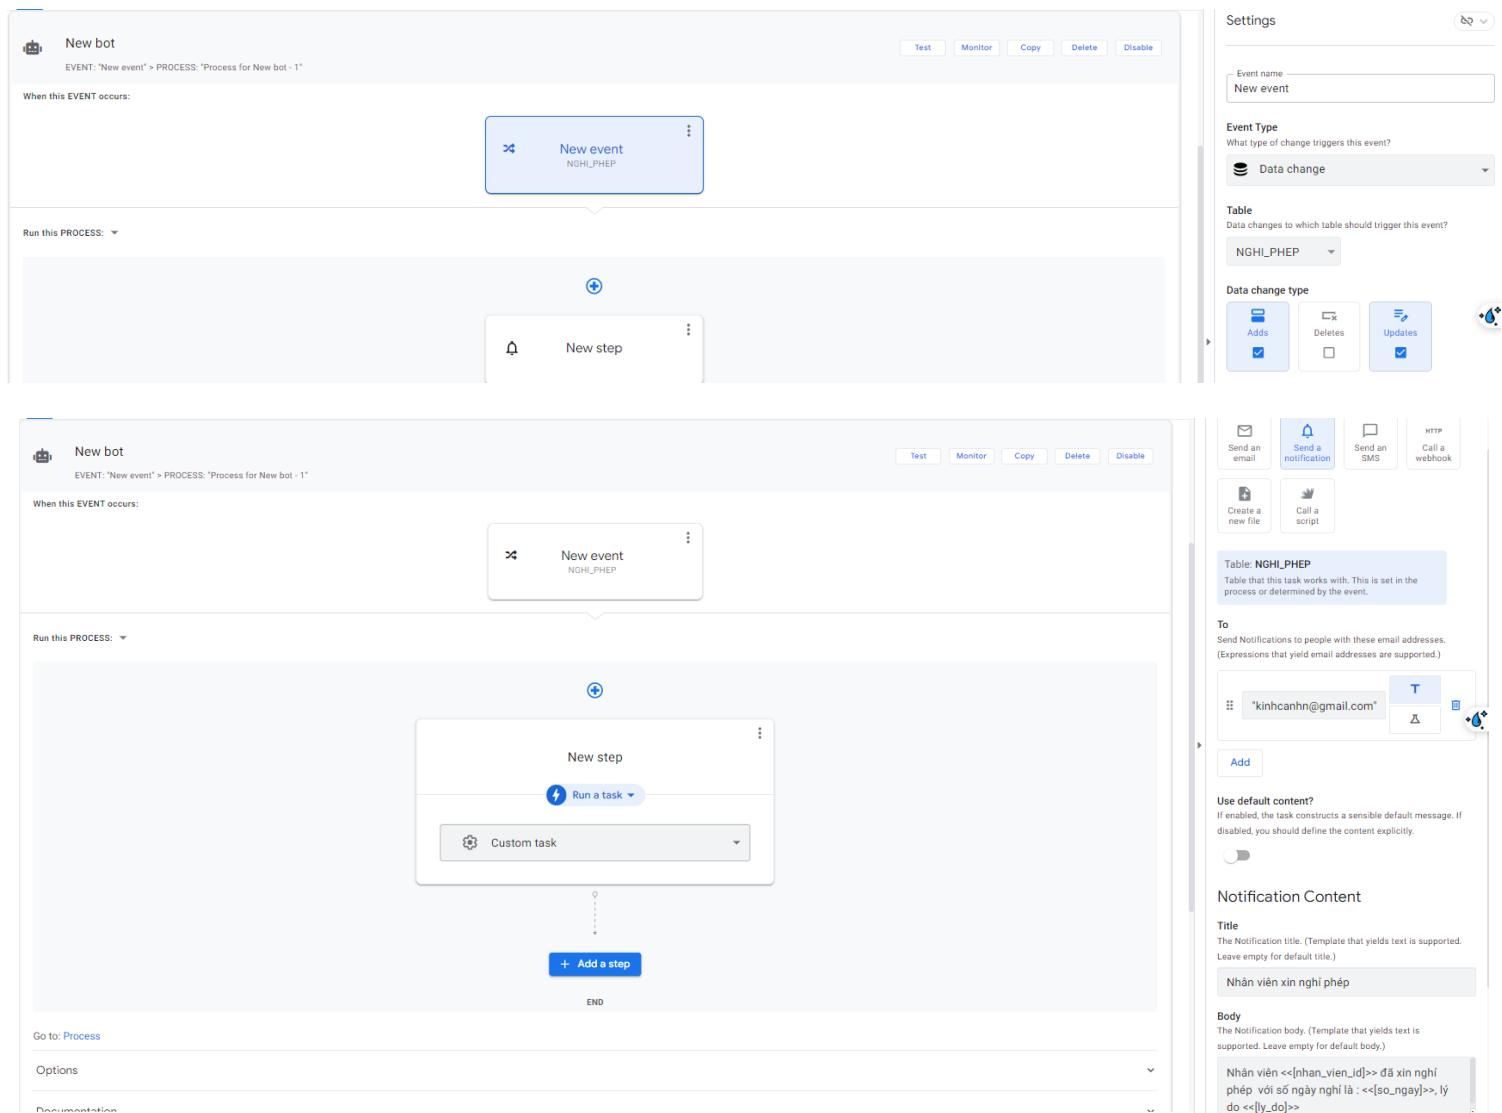 New bot
EVENT: "New event" > PROCESS: "Process for New bot - 1"
Test
Monitor
Copy
Delete
Disable
When this EVENT occurs:
New event
NGHI_PHEP
Run this PROCESS:
New step
Settings
Event name
New event
Event Type
What type of change triggers this event?
Data change
Table
Data changes to which table should trigger this event?
NGHI_PHEP
Data change type
Adds
Deletes
Updates
New bot
EVENT: "New event" > PROCESS: "Process for New bot - 1"
Test
Monitor
Copy
Delete
Disable
When this EVENT occurs:
New event
NGHI_PHEP
Run this PROCESS:
New step
Run a task
Custom task
+ Add a step
END
Go to: Process
Options
Documentation
Send an
email
Send a
notification
Send an
SMS
HTTP
Call a
webhook
Create a
new file
Call a
script
Table: NGHI_PHEP
Table that this task works with. This is set in the
process or determined by the event.
To
Send Notifications to people with these email addresses.
(Expressions that yield email addresses are supported.)
"kinhcanhn@gmail.com"
T
Add
Use default content?
If enabled, the task constructs a sensible default message. If
disabled, you should define the content explicitly.
Notification Content
Title
The Notification title. (Template that yields text is supported.
Leave empty for default title.)
Nhân viên xin nghỉ phép
Body
The Notification body. (Template that yields text is
supported. Leave empty for default body.)
Nhân viên <<[nhan_vien_id]>> đã xin nghỉ
phép với số ngày nghỉ là : <<[so_ngay]>>, lý
do <<[ly_do]>>